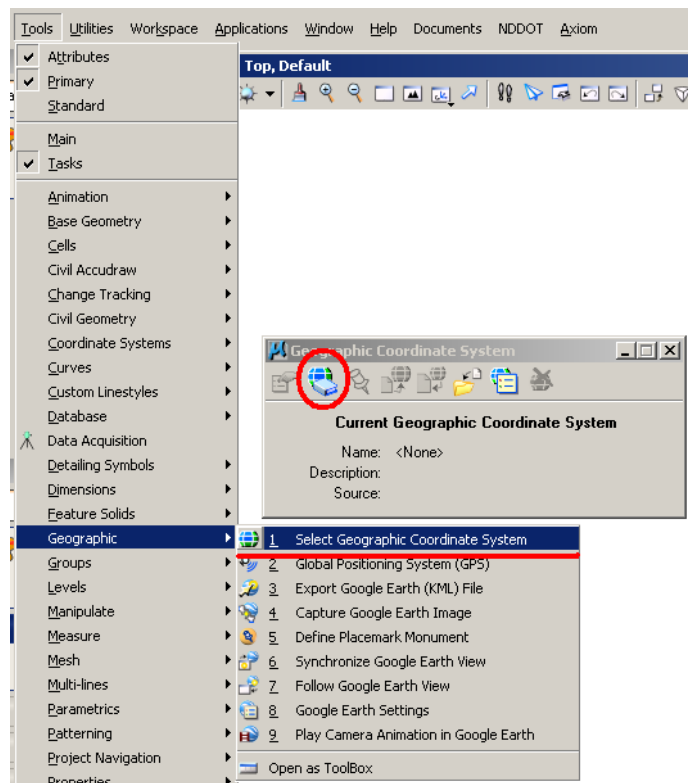 Tools Utilities Workspace Applications Window Help Documents NDDOT Axiom
Attributes
Primary
Standard
Main
Tasks
Animation
Base Geometry
Cells
Civil Accudraw
Change Tracking
Civil Geometry
Coordinate Systems
Curves
Custom Linestyles
Database
Data Acquisition
Detailing Symbols
Dimensions
Feature Solids
Geographic
Groups
Levels
Manipulate
Measure
Mesh
Multi-lines
Parametrics
Patterning
Project Navigation
Properties
Top, Default
Geographic Coordinate System
Current Geographic Coordinate System
Name: <None>
Description:
Source:
1 Select Geographic Coordinate System
2 Global Positioning System (GPS)
3 Export Google Earth (KML) File
4 Capture Google Earth Image
5 Define Placemark Monument
6 Synchronize Google Earth View
7 Follow Google Earth View
8 Google Earth Settings
9 Play Camera Animation in Google Earth
Open as ToolBox